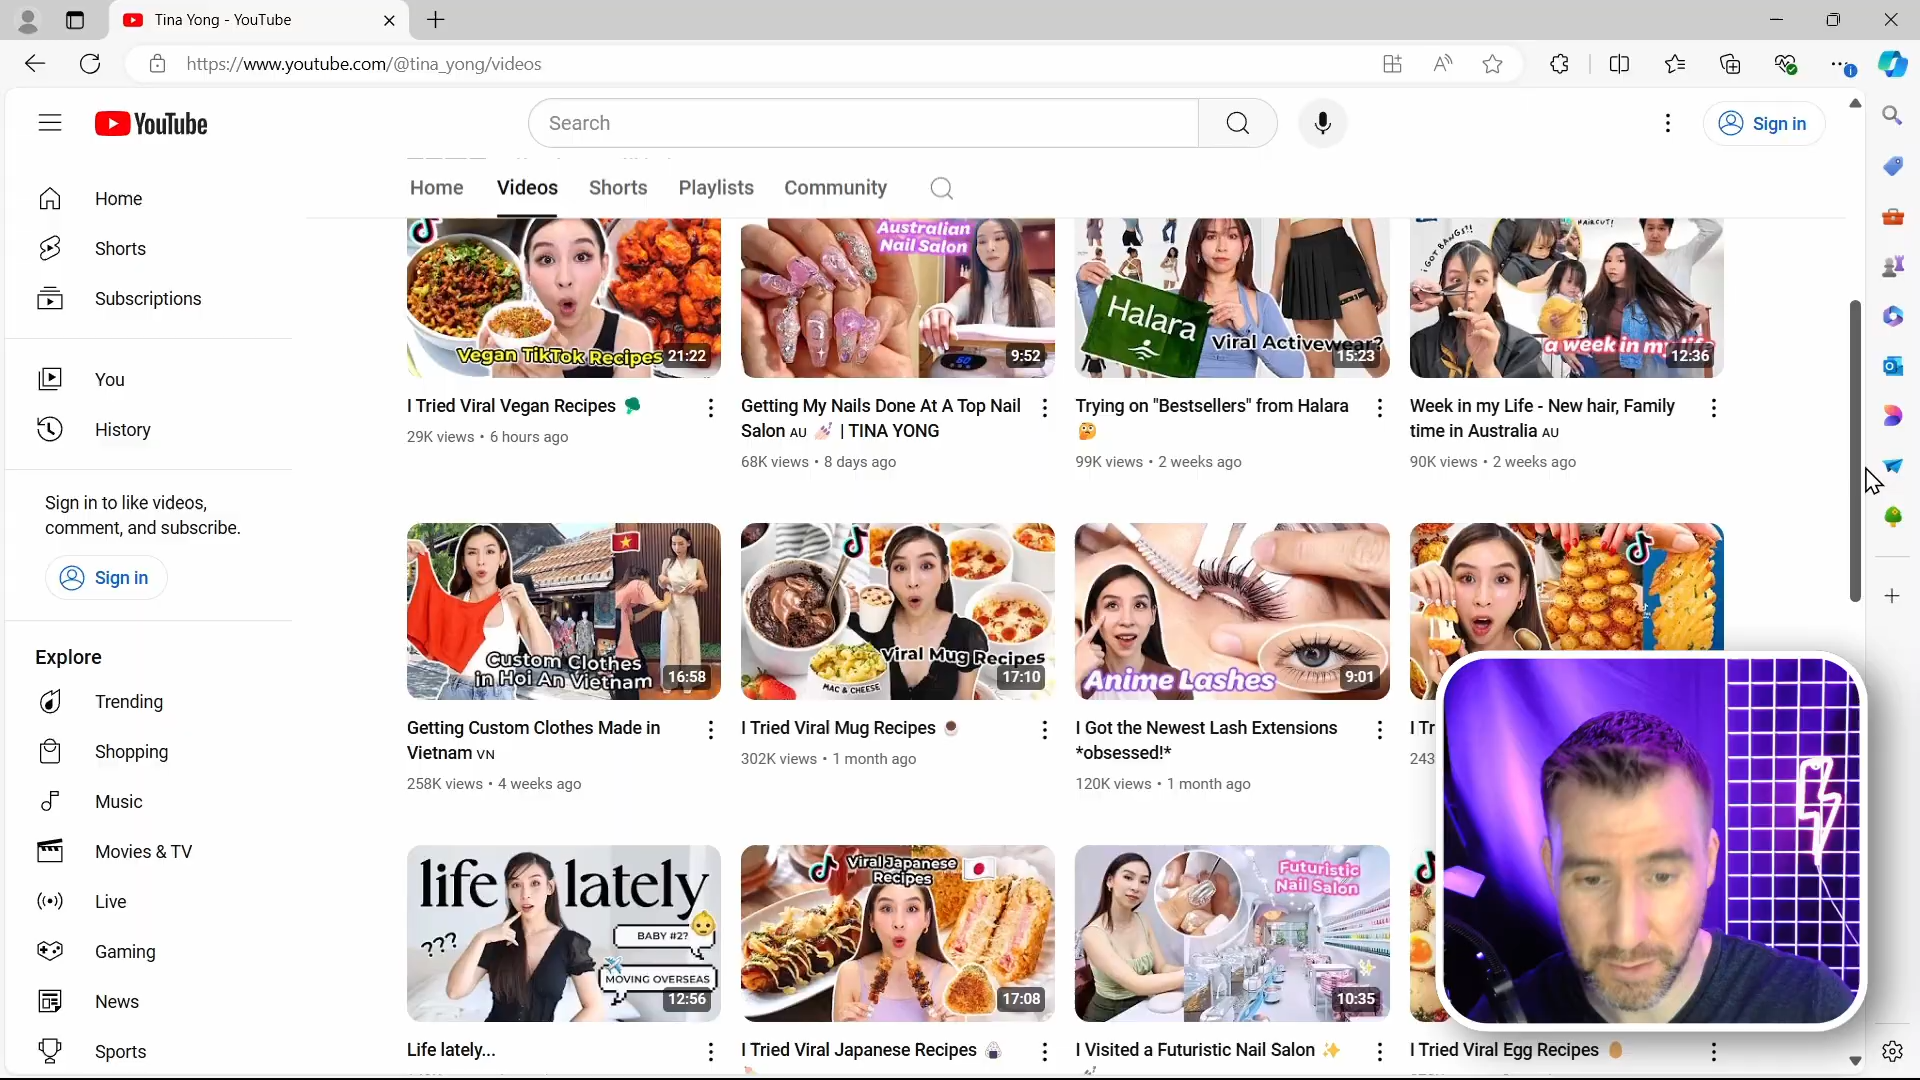 Tina Yong - YouTube
https://www.youtube.com/@tina_yong/videos
YouTube
Search
Sign in
Home
Videos
Shorts
Playlists
Community
Home
Shorts
Subscriptions
You
History
Sign in to like videos,
comment, and subscribe.
Sign in
Explore
Trending
Shopping
Music
Movies & TV
Live
Gaming
News
Sports
Vegan TikTok Recipes
21:22
I Tried Viral Vegan Recipes
29K views • 6 hours ago
Australian
Nail Salon
60
9:52
Getting My Nails Done At A Top Nail
Salon AU | TINA YONG
68K views • 8 days ago
Halara
Viral Activewear?
15:23
Trying on "Bestsellers" from Halara
99K views • 2 weeks ago
HAIRCUT!
I GOT BANGS?!
a week in my life
12:36
Week in my Life - New hair, Family
time in Australia AU
90K views • 2 weeks ago
Custom Clothes
in Hoi An Vietnam
16:58
Getting Custom Clothes Made in
Vietnam VN
258K views • 4 weeks ago
Viral Mug Recipes
MAC & CHEESE
17:10
I Tried Viral Mug Recipes
302K views • 1 month ago
Anime Lashes
9:01
I Got the Newest Lash Extensions
*obsessed!*
120K views • 1 month ago
I Tr
243
life lately
???
BABY #2?
MOVING OVERSEAS
12:56
Life lately...
Viral Japanese
Recipes
17:08
I Tried Viral Japanese Recipes
Futuristic
Nail Salon
10:35
I Visited a Futuristic Nail Salon
I Tried Viral Egg Recipes